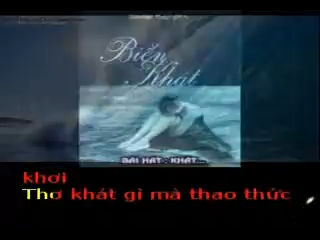 Biển
Khát
BÀI HÁT : KHÁT...
khơi
Thơ khát gì mà thao thức